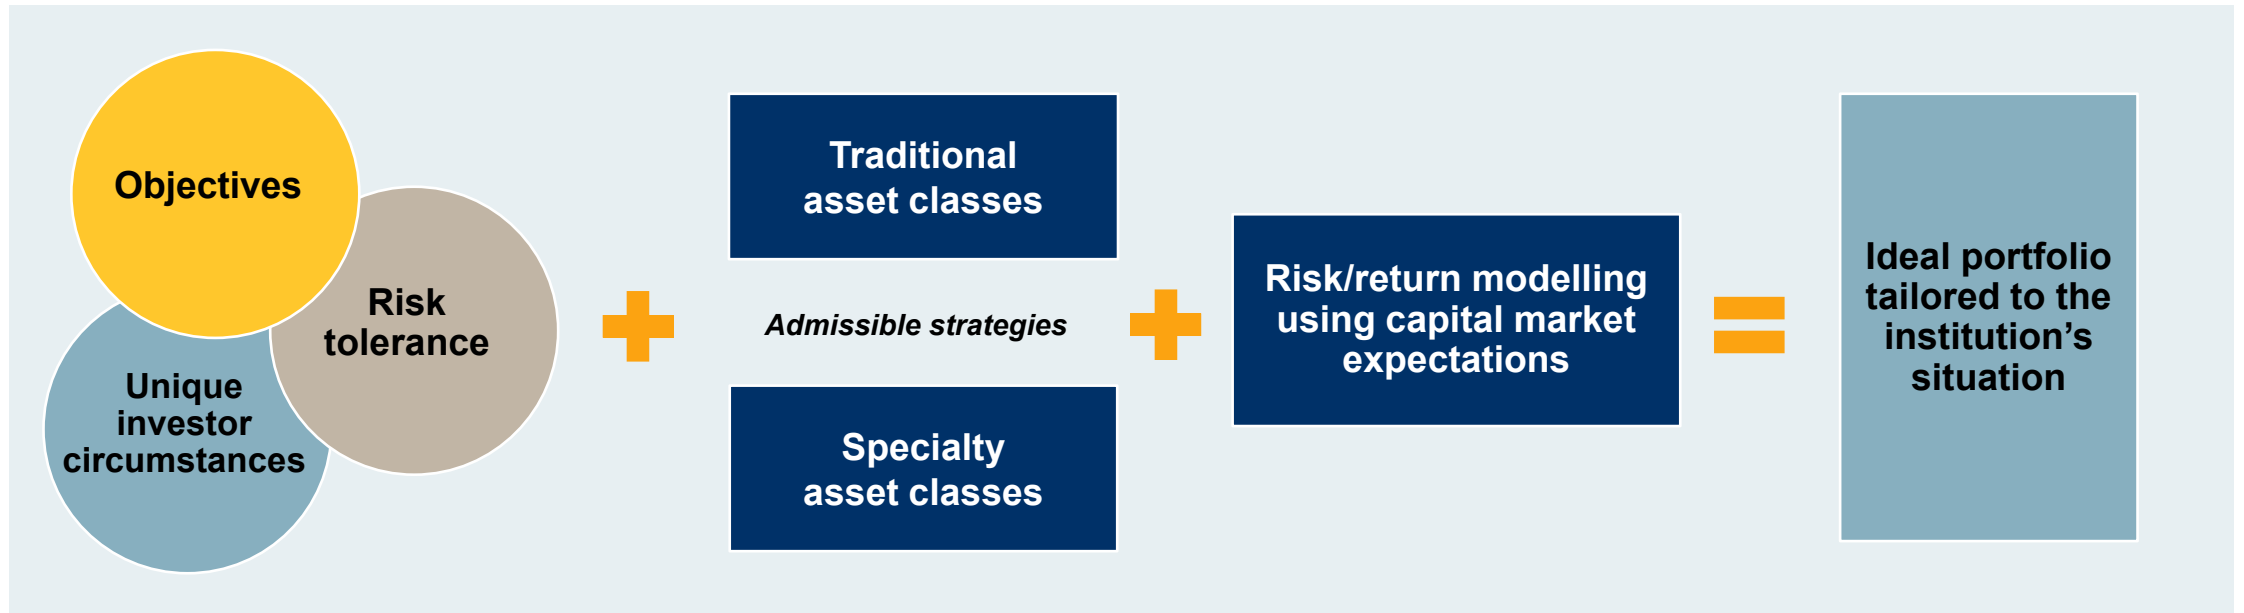 Objectives
Risk
tolerance
Unique
investor
circumstances
Traditional
asset classes
Admissible strategies
Specialty
asset classes
Risk/return modelling
using capital market
expectations
Ideal portfolio
tailored to the
institution’s
situation